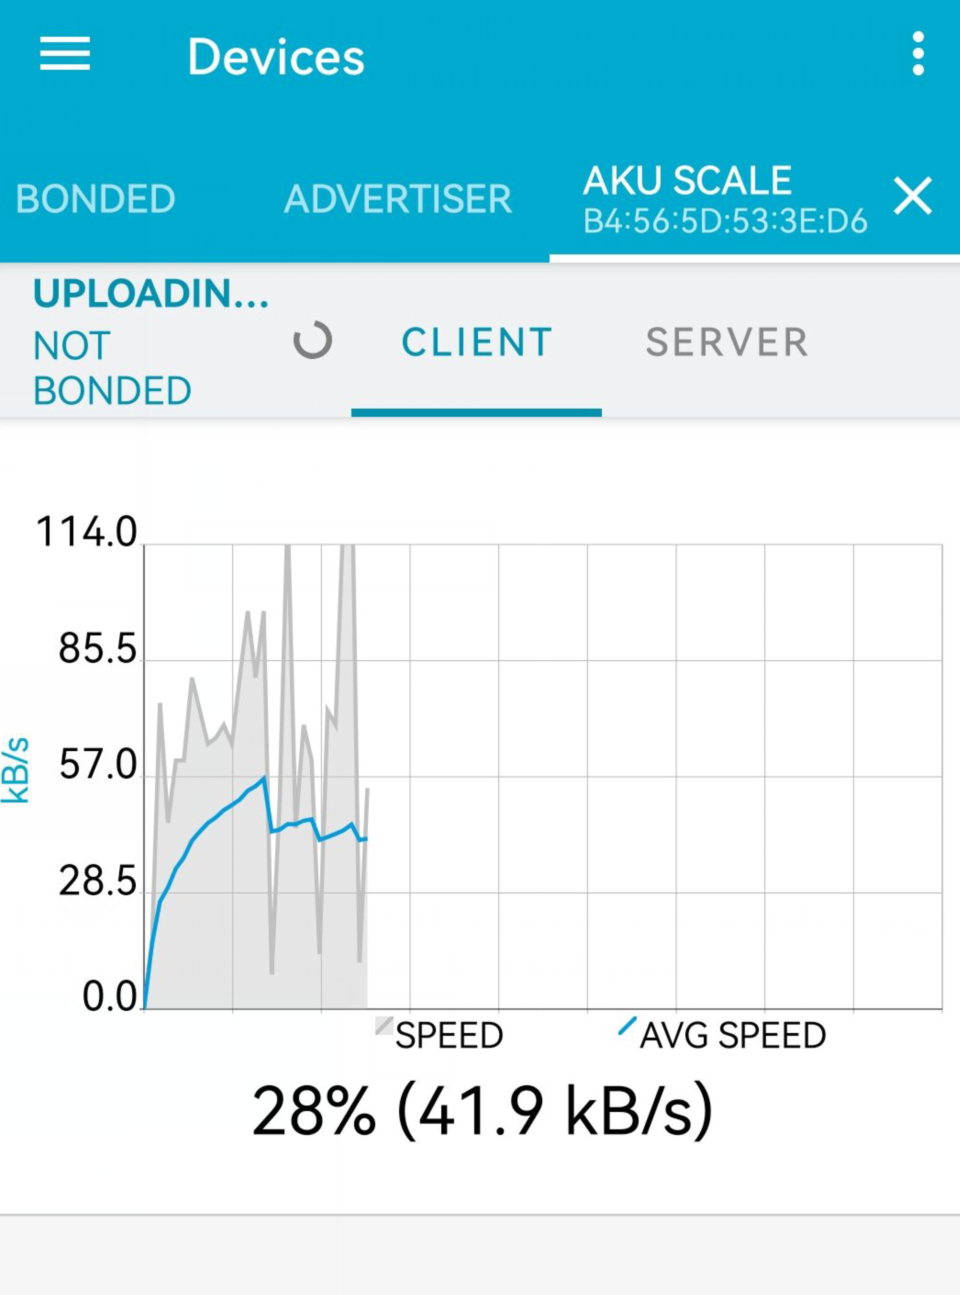 Devices
BONDED
ADVERTISER
AKU SCALE
B4:56:5D:53:3E:D6
UPLOADIN...
NOT
BONDED
CLIENT
SERVER
114.0
85.5
57.0
28.5
0.0
kB/s
SPEED
AVG SPEED
28% (41.9 kB/s)